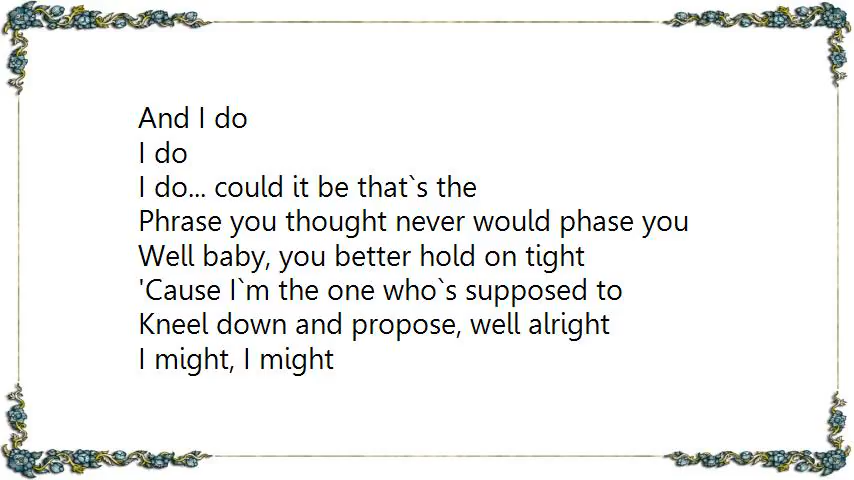 And I do
I do
I do... could it be that`s the
Phrase you thought never would phase you
Well baby, you better hold on tight
'Cause I`m the one who`s supposed to
Kneel down and propose, well alright
I might, I might